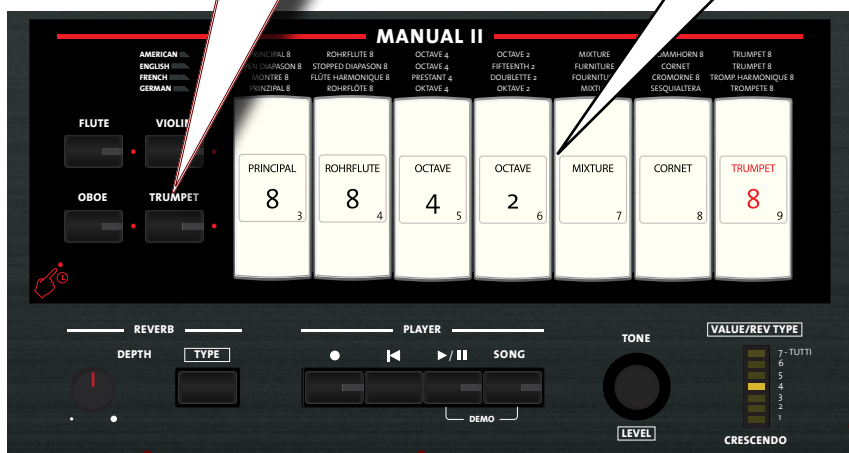 MANUAL II
AMERICAN PRINCIPAL 8 ROHRFLUTE 8 OCTAVE 4 OCTAVE 2 MIXTURE TRUMPET 8
ENGLISH DIAPASON 8 STOPPED DIAPASON 8 OCTAVE 4 FIFTEENTH 2 FURNITURE CORNET TRUMPET 8
FRENCH MONTRE 8 FLÛTE HARMONIQUE 8 PRESTANT 4 DOUBLETTE 2 CROMORNE 8 TROMP. HARMONIQUE 8
GERMAN PRINZIPAL 8 ROHRFLÖTE 8 OKTAVE 4 OKTAVE 2 SESQUIALTERA TROMPETE 8
FLUTE VIOLIN
PRINCIPAL ROHRFLUTE OCTAVE OCTAVE MIXTURE CORNET TRUMPET
OBOE TRUMPET
8 8 4 2 8
3 4 5 6 7 8 9
REVERB PLAYER
TONE VALUE/REV TYPE
DEPTH TYPE SONG
7 - TUTTI
6
5
4
3
2
1
DEMO
LEVEL
CRESCENDO